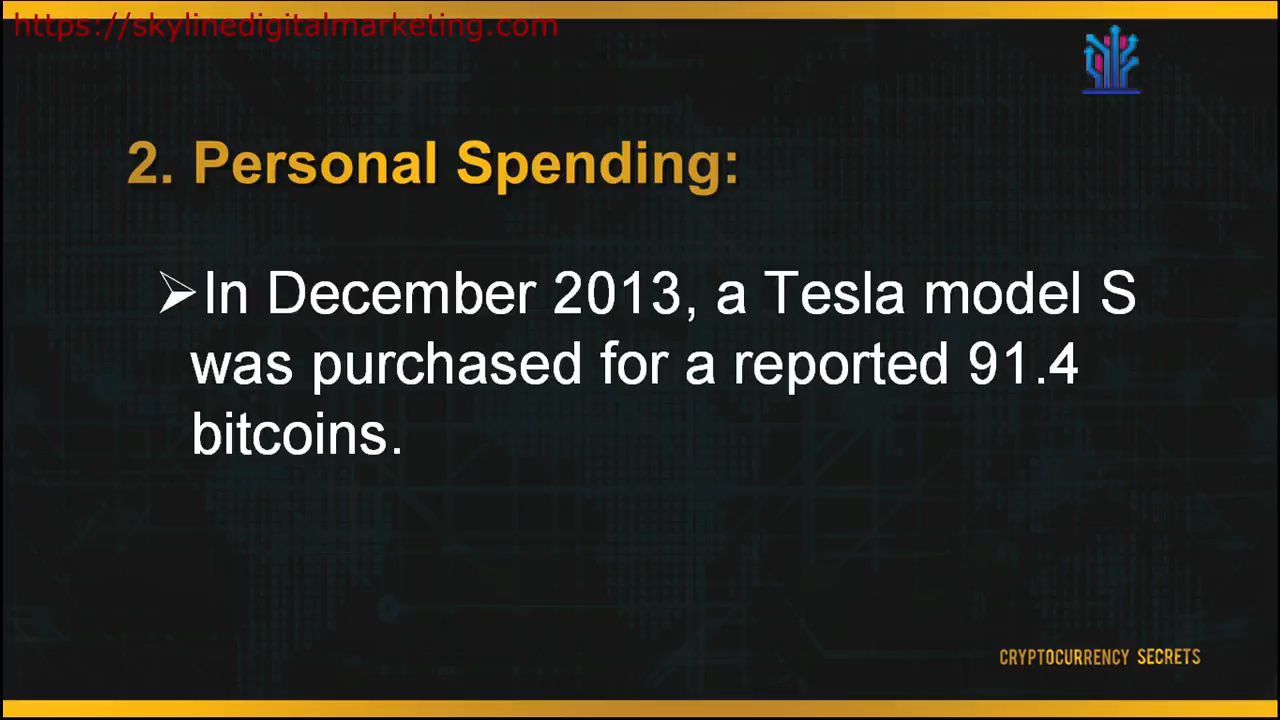 https://skylinedigitalmarketing.com
2. Personal Spending:
➢In December 2013, a Tesla model S
was purchased for a reported 91.4
bitcoins.
CRYPTOCURRENCY SECRETS